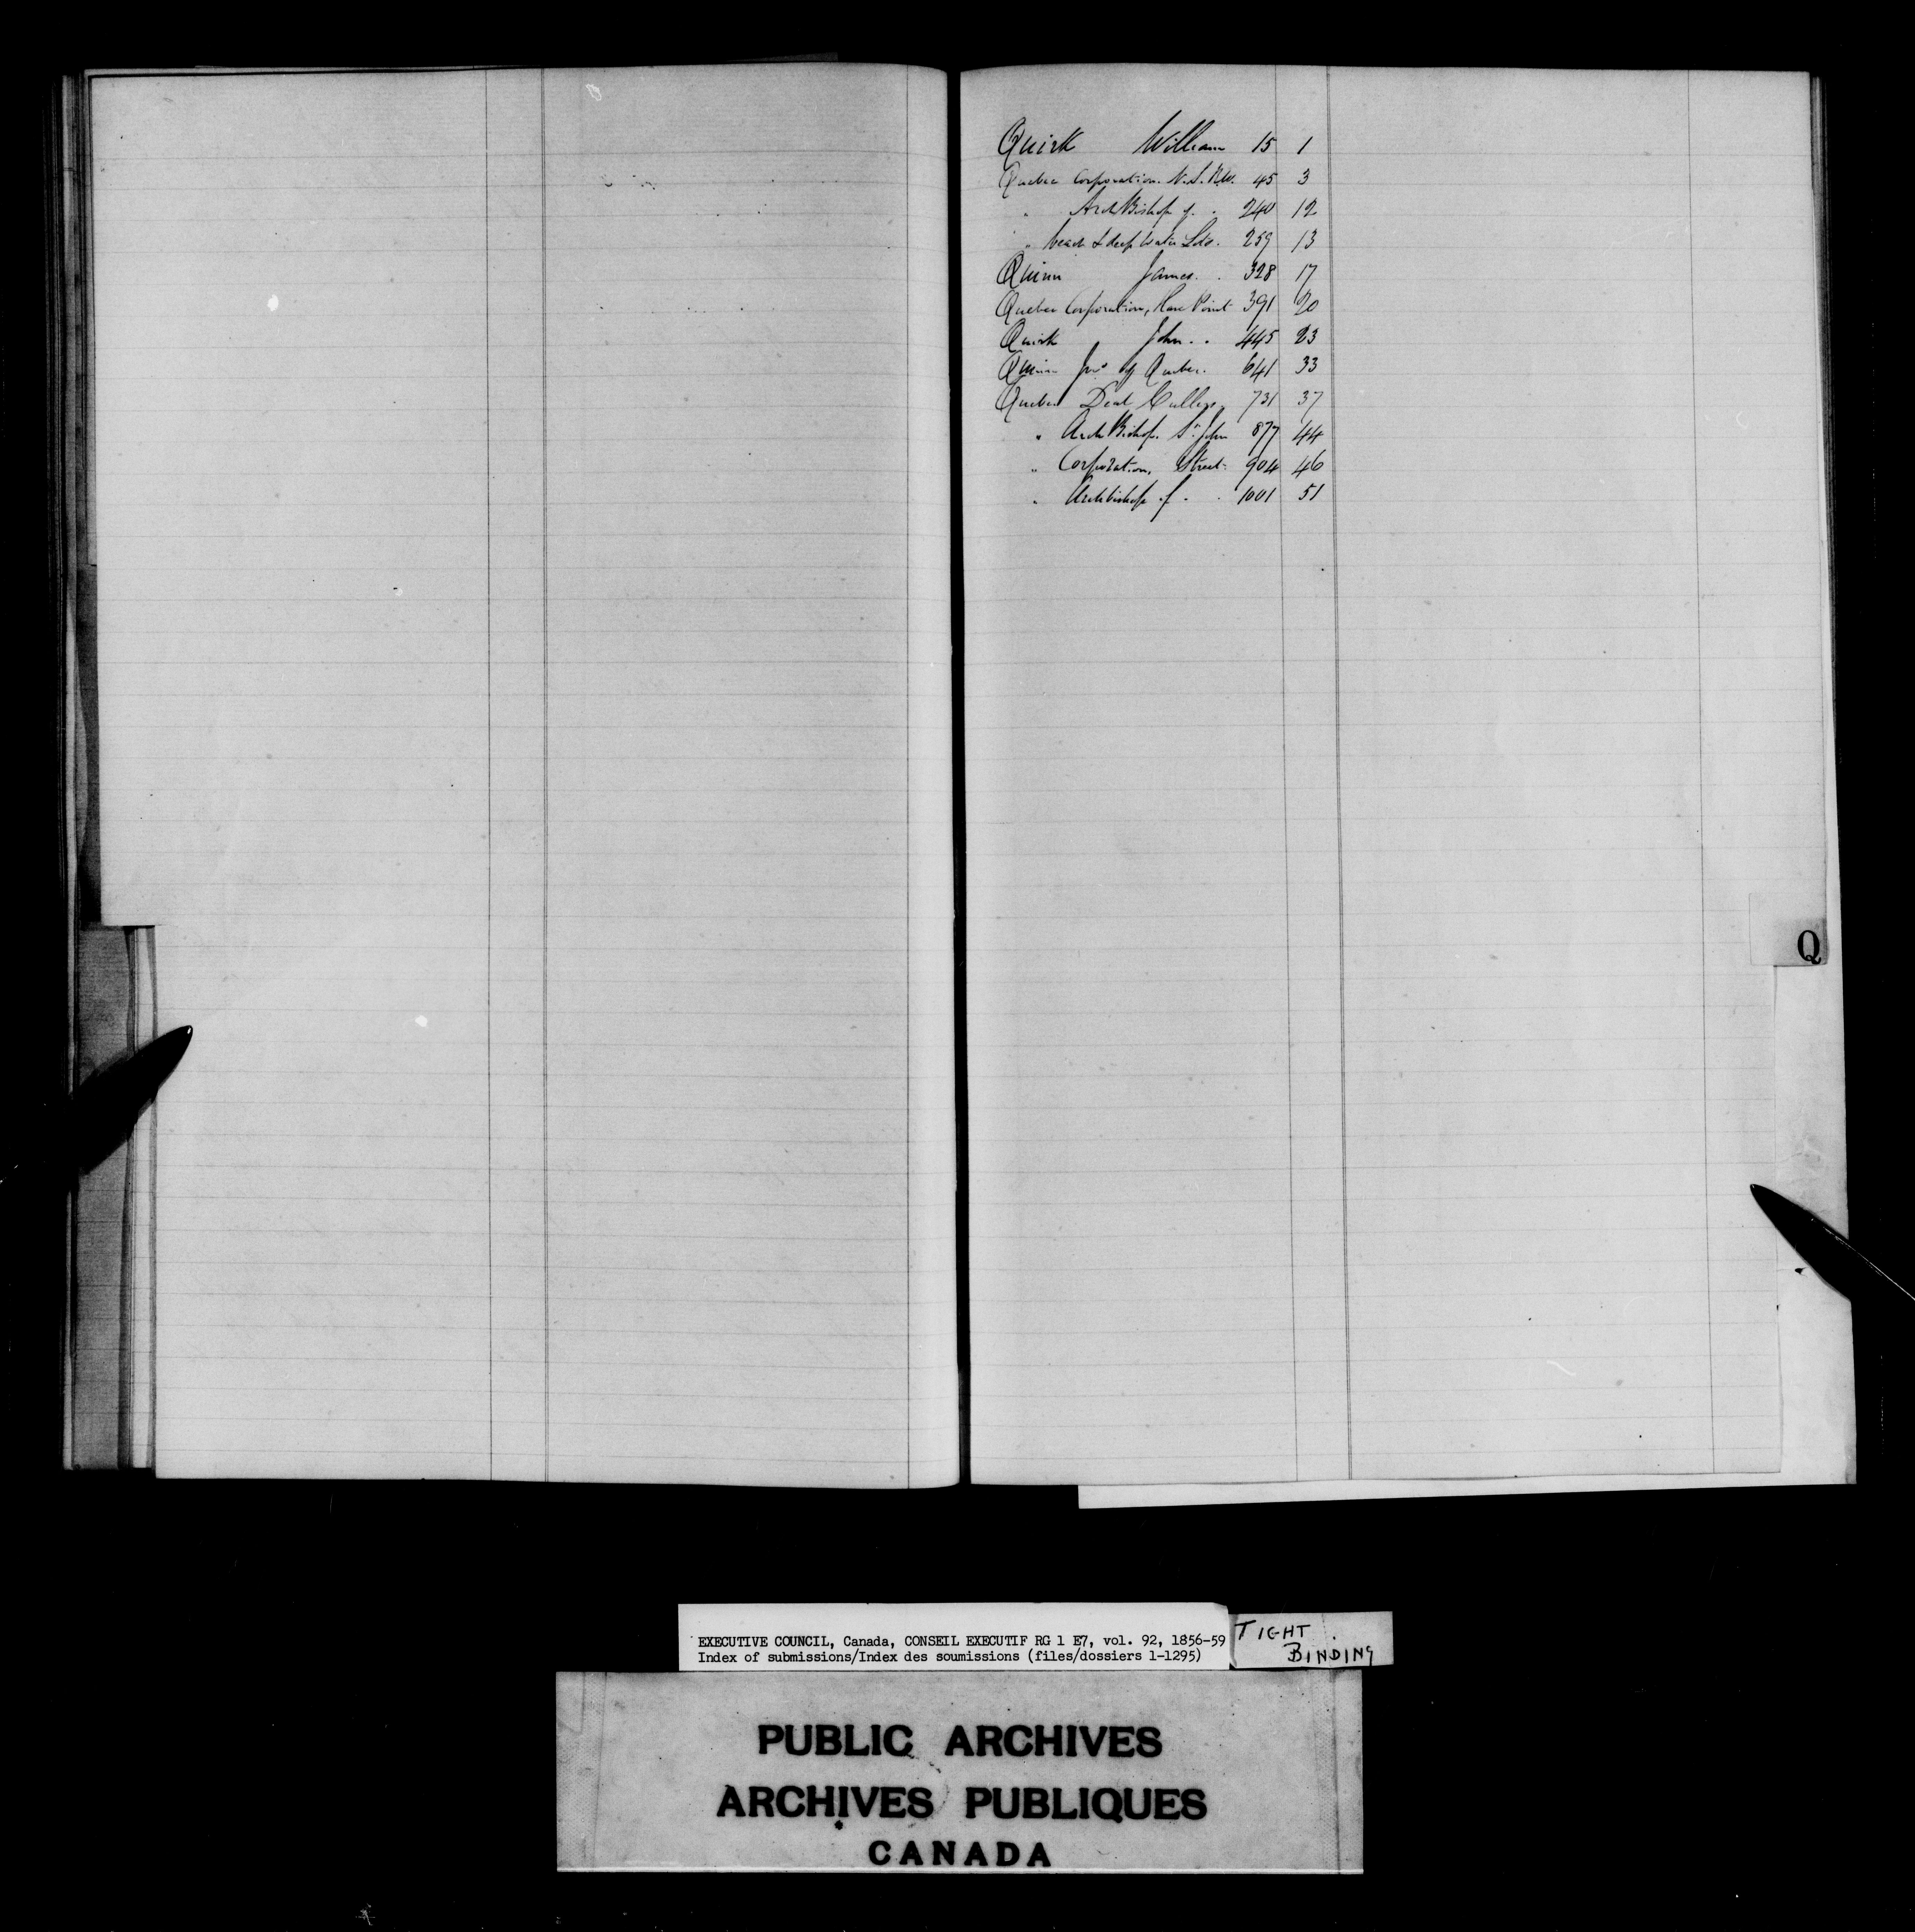 Quirk William 15 1
Quebec Corporation. N.S.R.W. 45 3
" ArchBishop of. . 240 12
" beach & deep Water Lots. 259 13
Quinn James. . 328 17
Quebec Corporation, Hare Point 391 20
Quirk John. . 445 23
Quinn Jno of Quebec. 641 33
Quebec Deal Cullers 731 37
" ArchBishop. St John 877 44
" Corporation, Street. 904 46
" Archbishop of . . 1001 51
Q
EXECUTIVE COUNCIL, Canada, CONSEIL EXECUTIF RG 1 E7, vol. 92, 1856-59
Index of submissions/Index des soumissions (files/dossiers 1-1295)
TIGHT
BINDING
PUBLIC ARCHIVES
ARCHIVES PUBLIQUES
CANADA